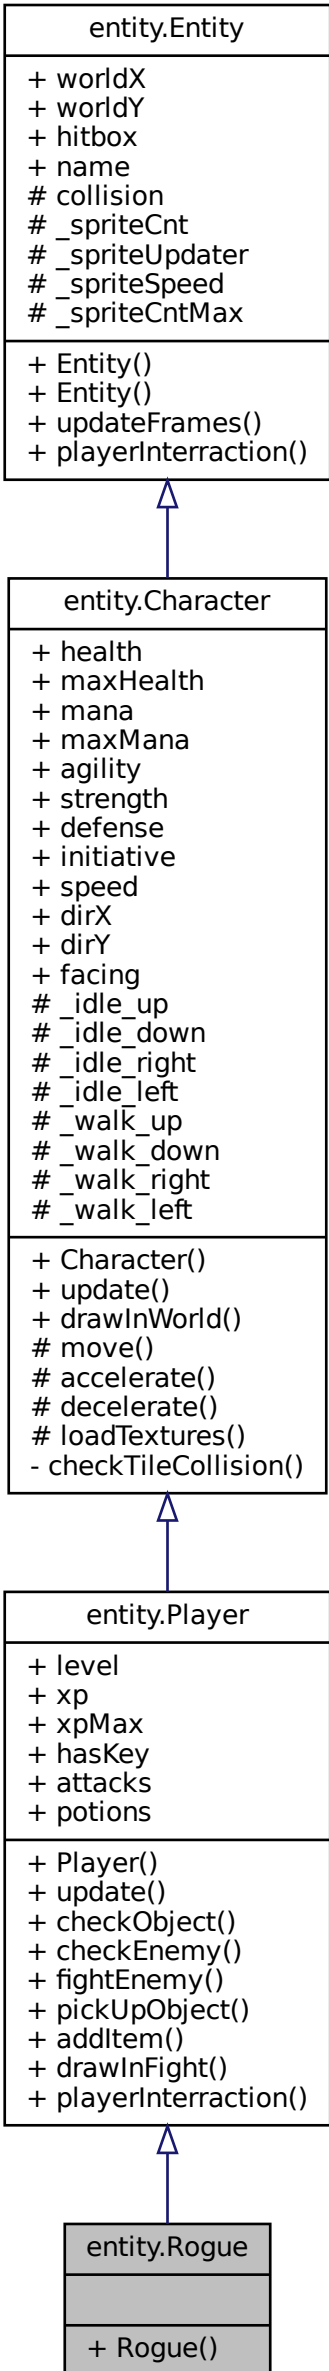 entity.Entity
+ worldX
+ worldY
+ hitbox
+ name
# collision
# _spriteCnt
# _spriteUpdater
# _spriteSpeed
# _spriteCntMax
+ Entity()
+ Entity()
+ updateFrames()
+ playerInterraction()
entity.Character
+ health
+ maxHealth
+ mana
+ maxMana
+ agility
+ strength
+ defense
+ initiative
+ speed
+ dirX
+ dirY
+ facing
# _idle_up
# _idle_down
# _idle_right
# _idle_left
# _walk_up
# _walk_down
# _walk_right
# _walk_left
+ Character()
+ update()
+ drawInWorld()
# move()
# accelerate()
# decelerate()
# loadTextures()
- checkTileCollision()
entity.Player
+ level
+ xp
+ xpMax
+ hasKey
+ attacks
+ potions
+ Player()
+ update()
+ checkObject()
+ checkEnemy()
+ fightEnemy()
+ pickUpObject()
+ addItem()
+ drawInFight()
+ playerInterraction()
entity.Rogue
+ Rogue()